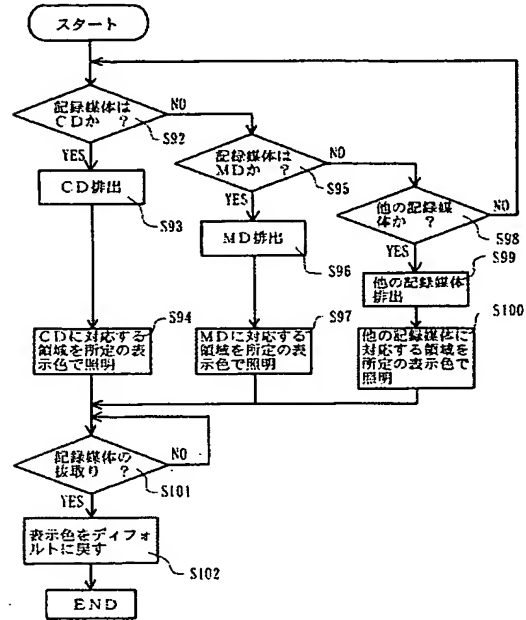 スタート
記録媒体は
CDか ?
NO
S92
YES
CD排出
S93
記録媒体は
MDか ?
NO
S95
YES
MD排出
S96
他の記録媒
体か ?
NO
S98
YES
S99
他の記録媒体
排出
S94
CDに対応する
領域を所定の表
示色で照明
S97
MDに対応する
領域を所定の表
示色で照明
S100
他の記録媒体に
対応する領域を
所定の表示色で
照明
記録媒体の
抜取り ?
NO
S101
YES
表示色をディフォ
ルトに戻す
S102
END